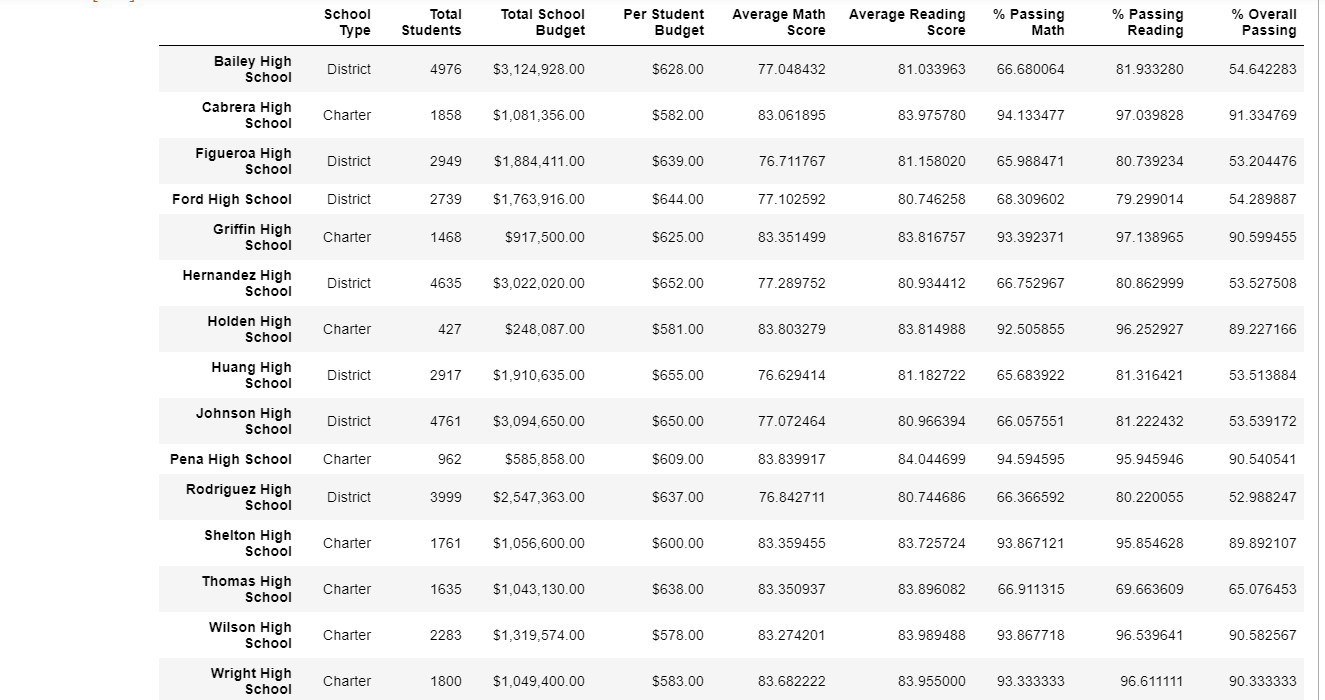 School Type Total Students Total School Budget Per Student Budget Average Math Score Average Reading Score % Passing Math % Passing Reading % Overall Passing
Bailey High School District 4976 $3,124,928.00 $628.00 77.048432 81.033963 66.680064 81.933280 54.642283
Cabrera High School Charter 1858 $1,081,356.00 $582.00 83.061895 83.975780 94.133477 97.039828 91.334769
Figueroa High School District 2949 $1,884,411.00 $639.00 76.711767 81.158020 65.988471 80.739234 53.204476
Ford High School District 2739 $1,763,916.00 $644.00 77.102592 80.746258 68.309602 79.299014 54.289887
Griffin High School Charter 1468 $917,500.00 $625.00 83.351499 83.816757 93.392371 97.138965 90.599455
Hernandez High School District 4635 $3,022,020.00 $652.00 77.289752 80.934412 66.752967 80.862999 53.527508
Holden High School Charter 427 $248,087.00 $581.00 83.803279 83.814988 92.505855 96.252927 89.227166
Huang High School District 2917 $1,910,635.00 $655.00 76.629414 81.182722 65.683922 81.316421 53.513884
Johnson High School District 4761 $3,094,650.00 $650.00 77.072464 80.966394 66.057551 81.222432 53.539172
Pena High School Charter 962 $585,858.00 $609.00 83.839917 84.044699 94.594595 95.945946 90.540541
Rodriguez High School District 3999 $2,547,363.00 $637.00 76.842711 80.744686 66.366592 80.220055 52.988247
Shelton High School Charter 1761 $1,056,600.00 $600.00 83.359455 83.725724 93.867121 95.854628 89.892107
Thomas High School Charter 1635 $1,043,130.00 $638.00 83.350937 83.896082 66.911315 69.663609 65.076453
Wilson High School Charter 2283 $1,319,574.00 $578.00 83.274201 83.989488 93.867718 96.539641 90.582567
Wright High School Charter 1800 $1,049,400.00 $583.00 83.682222 83.955000 93.333333 96.611111 90.333333